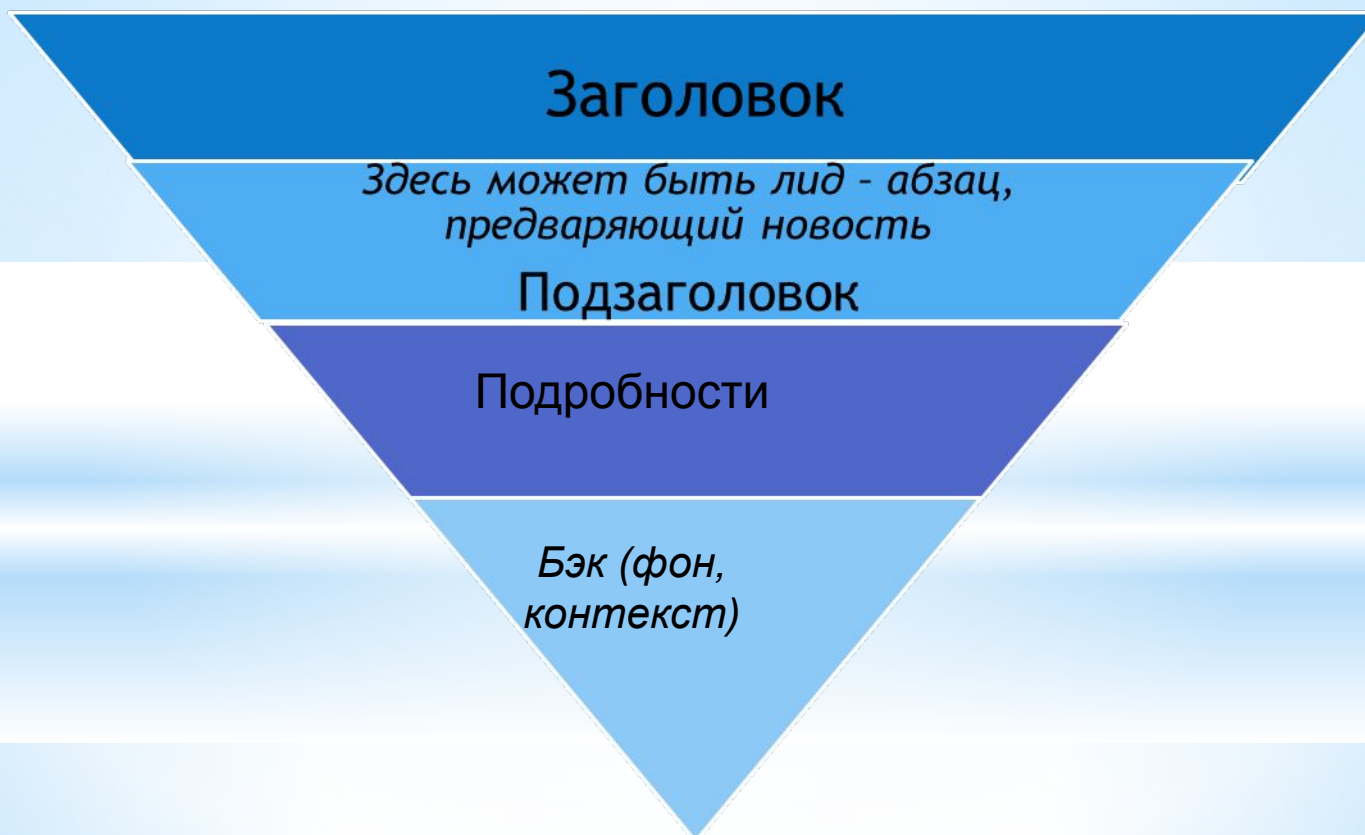 Заголовок
Здесь может быть лид - абзац,
предваряющий новость
Подзаголовок
Подробности
Бэк (фон,
контекст)